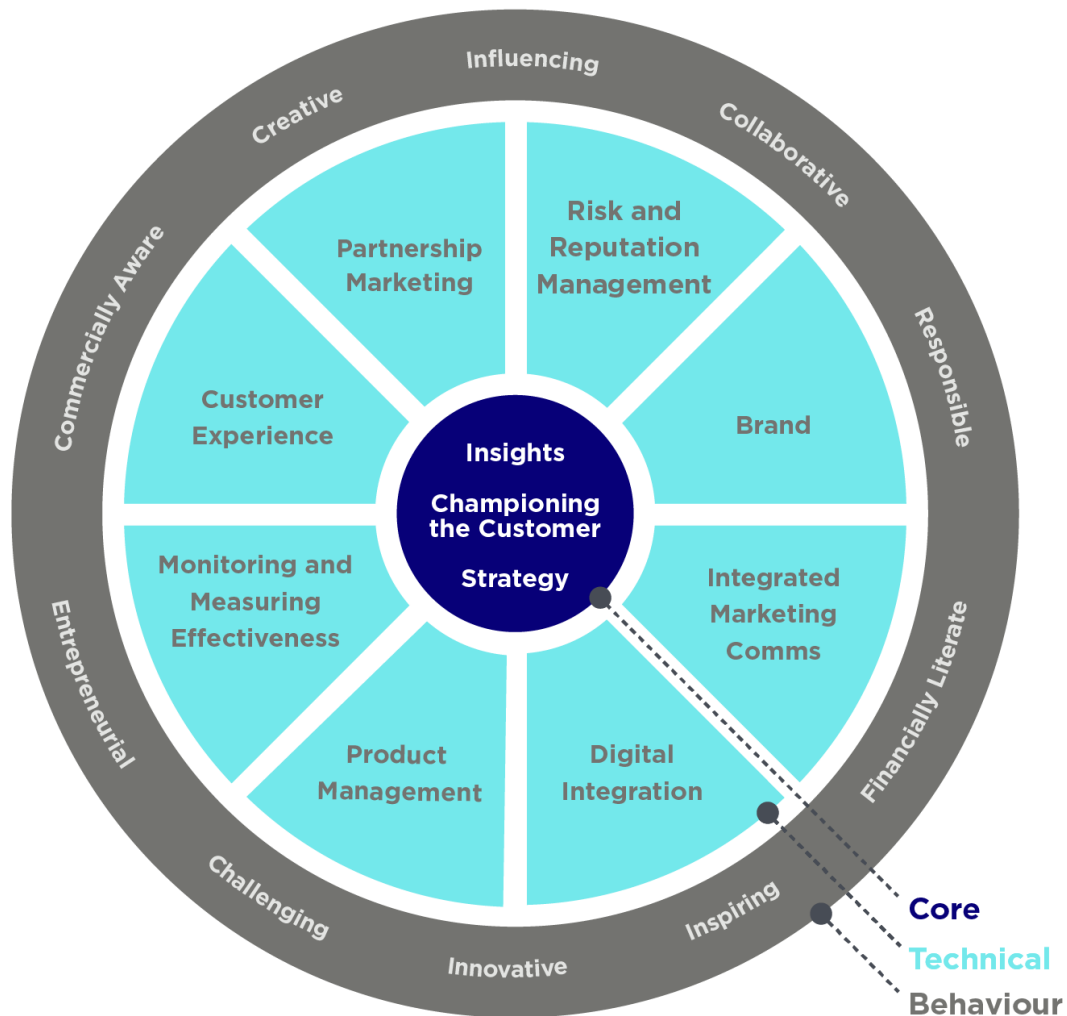 Influencing
Collaborative
Responsible
Financially Literate
Inspiring
Innovative
Challenging
Entrepreneurial
Commercially Aware
Creative
Partnership
Marketing
Risk and
Reputation
Management
Brand
Integrated
Marketing
Comms
Digital
Integration
Product
Management
Monitoring and
Measuring
Effectiveness
Customer
Experience
Insights
Championing
the Customer
Strategy
Core
Technical
Behaviour